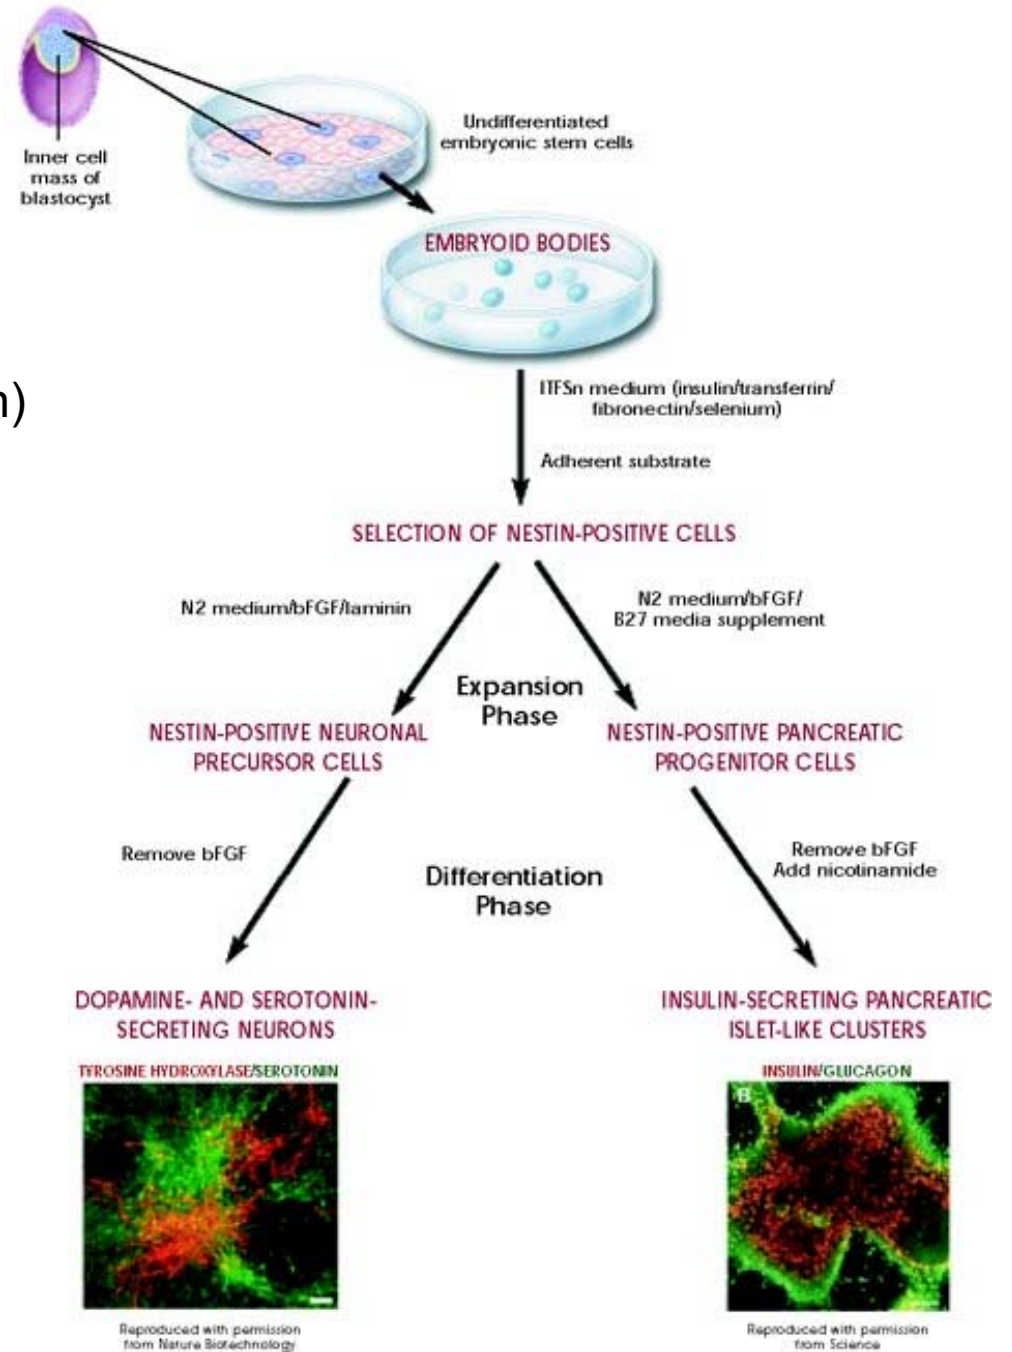 Inner cell
mass of
blastocyst
Undifferentiated
embryonic stem cells
EMBRYOID BODIES
n)
ITFSn medium (insulin/transferrin/
fibronectin/selenium)
Adherent substrate
SELECTION OF NESTIN-POSITIVE CELLS
N2 medium/bFGF/laminin
N2 medium/bFGF/
B27 media supplement
Expansion
Phase
NESTIN-POSITIVE NEURONAL
PRECURSOR CELLS
NESTIN-POSITIVE PANCREATIC
PROGENITOR CELLS
Remove bFGF
Remove bFGF
Add nicotinamide
Differentiation
Phase
DOPAMINE- AND SEROTONIN-
SECRETING NEURONS
INSULIN-SECRETING PANCREATIC
ISLET-LIKE CLUSTERS
TYROSINE HYDROXYLASE/SEROTONIN
INSULIN/GLUCAGON
B
Reproduced with permission
from Nature Biotechnology
Reproduced with permission
from Science